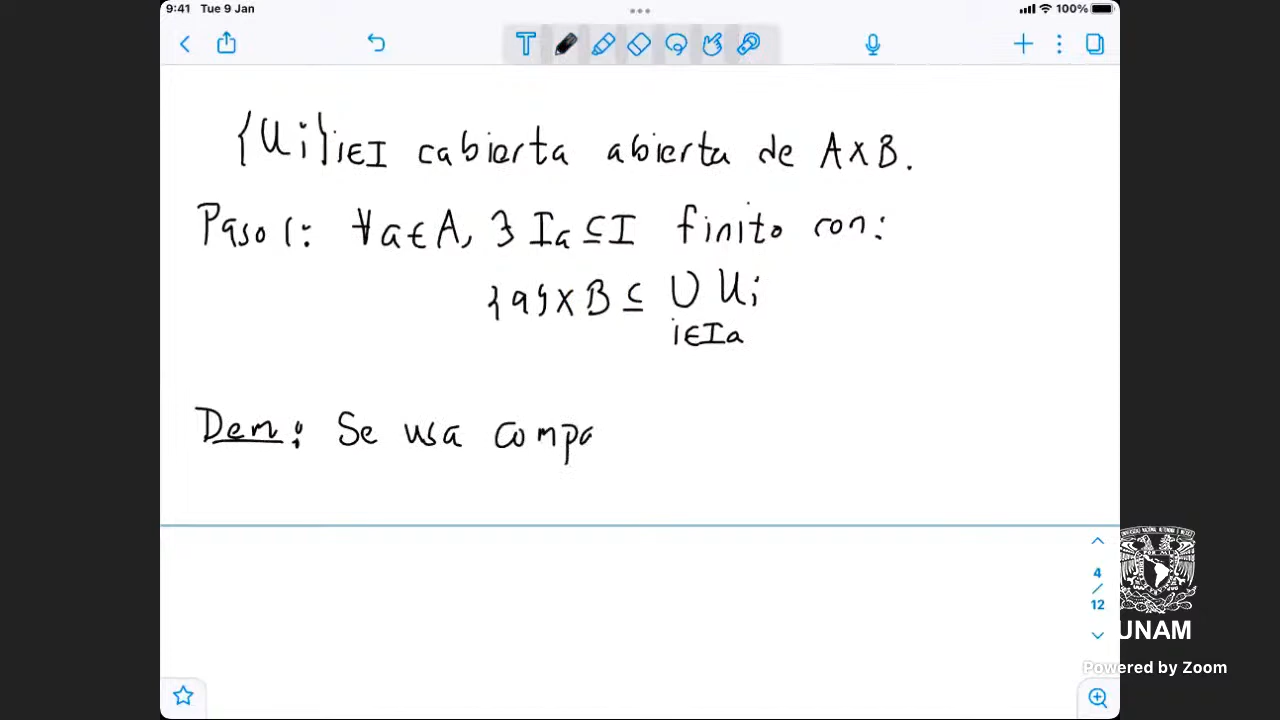 9:41 Tue 9 Jan
100%
{Ui}i∈I cabierta abierta de A×B.
Paso 1: ∀a∈A, ∃ Ia⊆I finito con:
{a}×B ⊆ ∪ Ui
i∈Ia
Dem: Se usa compa
4
/
12
UNAM
Powered by Zoom